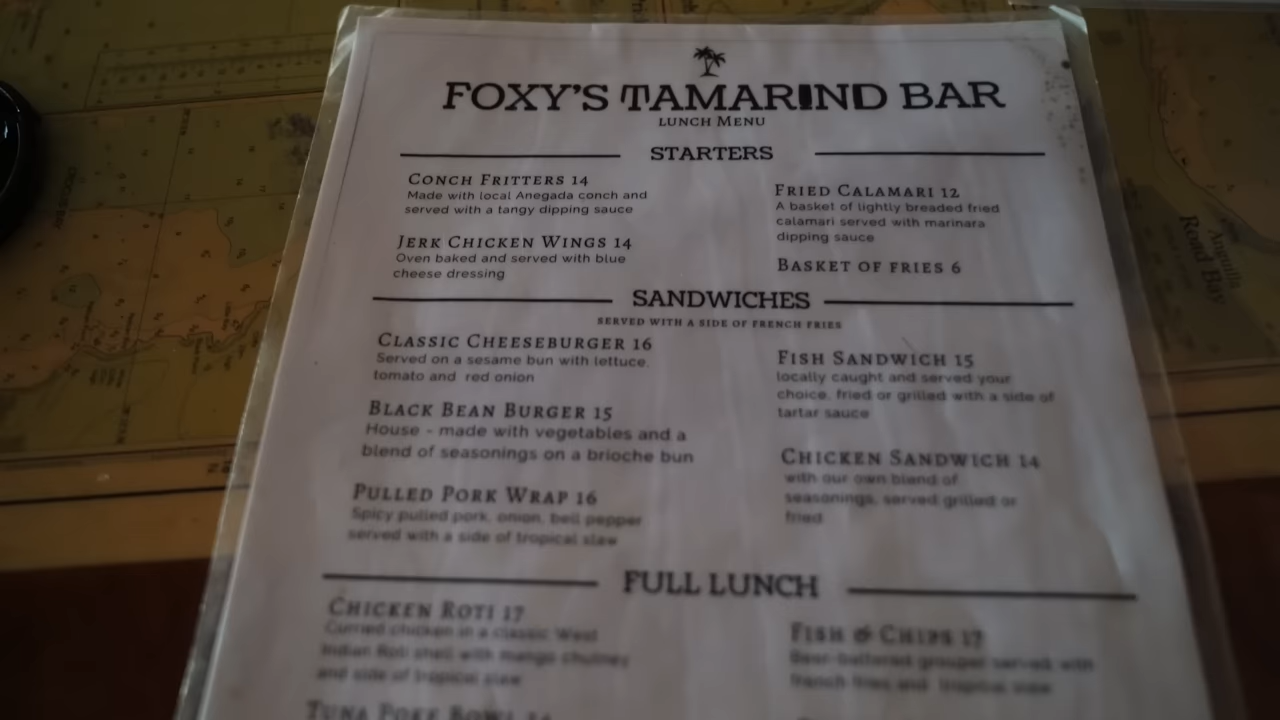 FOXY'S TAMARIND BAR
LUNCH MENU
STARTERS
CONCH FRITTERS 14
Made with local Anegada conch and
served with a tangy dipping sauce
JERK CHICKEN WINGS 14
Oven baked and served with blue
cheese dressing
FRIED CALAMARI 12
A basket of lightly breaded fried
calamari served with marinara
dipping sauce
BASKET OF FRIES 6
SANDWICHES
SERVED WITH A SIDE OF FRENCH FRIES
CLASSIC CHEESEBURGER 16
Served on a sesame bun with lettuce,
tomato and red onion
BLACK BEAN BURGER 15
House - made with vegetables and a
blend of seasonings on a brioche bun
PULLED PORK WRAP 16
Spicy pulled pork, onion, bell pepper
served with a side of tropical slaw
FISH SANDWICH 15
locally caught and served your
choice, fried or grilled with a side of
tartar sauce
CHICKEN SANDWICH 14
with our own blend of
seasonings, served grilled or
fried
FULL LUNCH
CHICKEN ROTI 17
Curried chicken in a classic West
Indian Roti shell with mango chutney
and side of tropical slaw
TUNA POKE BOWL
FISH & CHIPS 17
Beer-battered grouper served with
french fries and tropical slaw
Anguilla
Road Bay